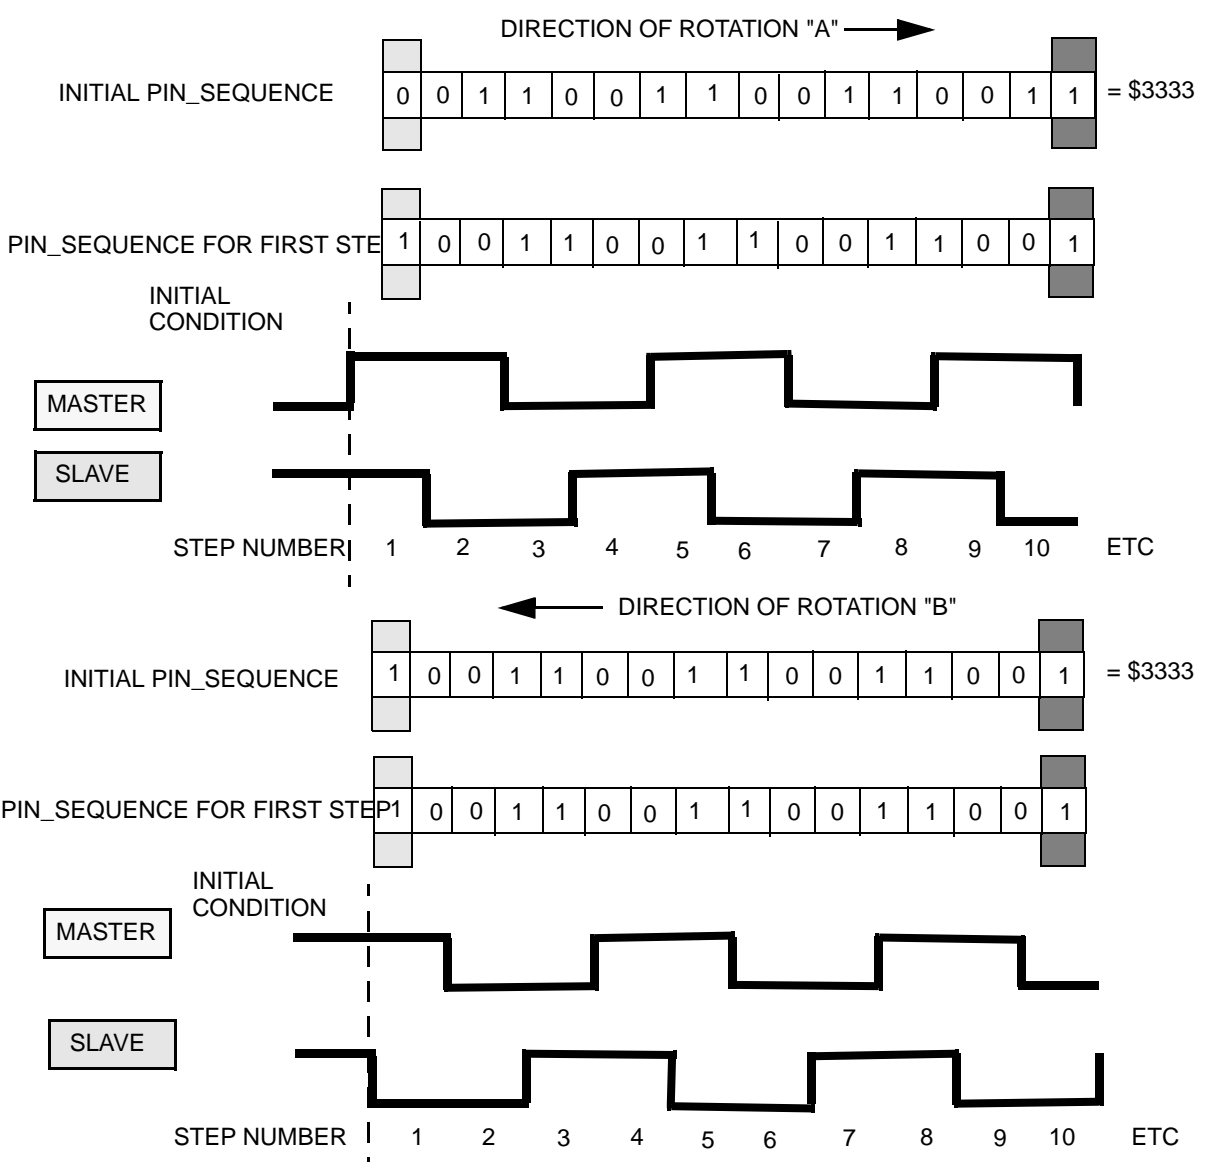 DIRECTION OF ROTATION "A"
INITIAL PIN_SEQUENCE 0 0 1 1 0 0 1 1 0 0 1 1 0 0 1 1 = $3333
PIN_SEQUENCE FOR FIRST STE 1 0 0 1 1 0 0 1 1 0 0 1 1 0 0 1
INITIAL
CONDITION
MASTER
SLAVE
STEP NUMBER 1 2 3 4 5 6 7 8 9 10 ETC
DIRECTION OF ROTATION "B"
INITIAL PIN_SEQUENCE 1 0 0 1 1 0 0 1 1 0 0 1 1 0 0 1 = $3333
PIN_SEQUENCE FOR FIRST STEP 1 0 0 1 1 0 0 1 1 0 0 1 1 0 0 1
INITIAL
CONDITION
MASTER
SLAVE
STEP NUMBER 1 2 3 4 5 6 7 8 9 10 ETC